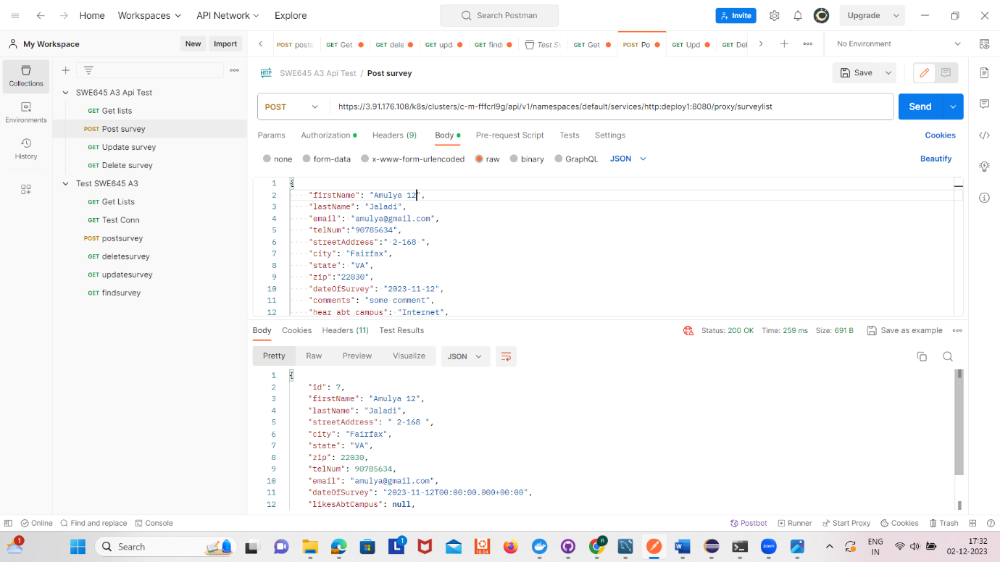 Home Workspaces API Network Explore Search Postman Invite Upgrade
My Workspace New Import POST posts GET Get GET dele GET upd GET find: Test SV GET Get POST Po GET Upd GET Del No Environment
Collections
Environments
History
SWE645 A3 Api Test
GET Get lists
POST Post survey
GET Update survey
GET Delete survey
Test SWE645 A3
GET Get Lists
GET Test Conn
POST postsurvey
GET deletesurvey
GET updatesurvey
GET findsurvey
HTTP SWE645 A3 Api Test / Post survey Save
POST https://3.91.176.108/k8s/clusters/c-m-fffcrl9g/api/v1/namespaces/default/services/http:deploy1:8080/proxy/surveylist Send
Params Authorization Headers (9) Body Pre-request Script Tests Settings Cookies
none form-data x-www-form-urlencoded raw binary GraphQL JSON Beautify
1 {
2 "firstName": "Amulya 12",
3 "lastName": "Jaladi",
4 "email": "amulya@gmail.com",
5 "telNum":"90785634",
6 "streetAddress":" 2-168 ",
7 "city": "Fairfax",
8 "state": "VA",
9 "zip":"22030",
10 "dateOfSurvey": "2023-11-12",
11 "comments": "some comment",
12 "hear_abt_campus": "Internet",
Body Cookies Headers (11) Test Results Status: 200 OK Time: 259 ms Size: 691 B Save as example
Pretty Raw Preview Visualize JSON
1 {
2 "id": 7,
3 "firstName": "Amulya 12",
4 "lastName": "Jaladi",
5 "streetAddress": " 2-168 ",
6 "city": "Fairfax",
7 "state": "VA",
8 "zip": 22030,
9 "telNum": 90785634,
10 "email": "amulya@gmail.com",
11 "dateOfSurvey": "2023-11-12T00:00:00.000+00:00",
12 "likesAbtCampus": null,
Online Find and replace Console Postbot Runner Start Proxy Cookies Trash
1 Search L 1 18.04 R W zoom ENG IN 17:32 02-12-2023